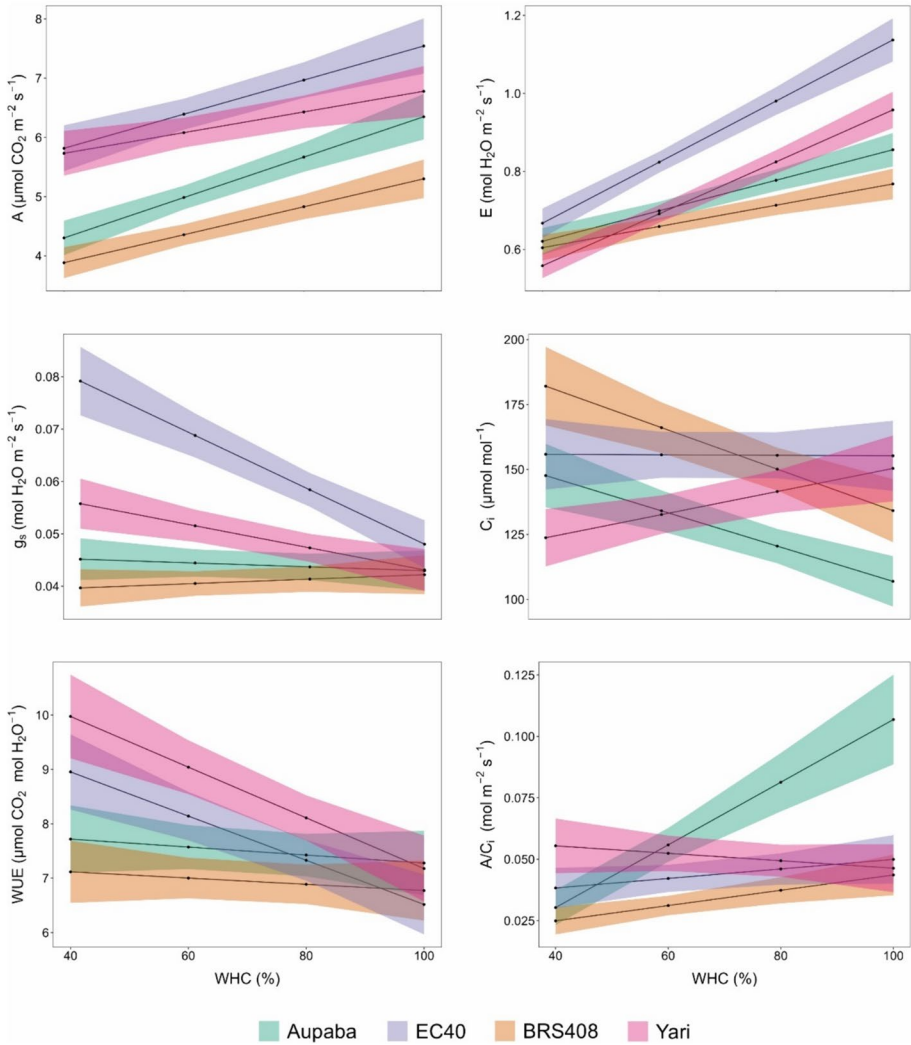 A (μmol CO₂ m⁻² s⁻¹)
8
7
6
5
4
E (mol H₂O m⁻² s⁻¹)
1.2
1.0
0.8
0.6
gₛ (mol H₂O m⁻² s⁻¹)
0.08
0.07
0.06
0.05
0.04
Cᵢ (μmol mol⁻¹)
200
175
150
125
100
WUE (μmol CO₂ mol H₂O⁻¹)
10
9
8
7
6
40 60 80 100
WHC (%)
A/Cᵢ (mol m⁻² s⁻¹)
0.125
0.100
0.075
0.050
0.025
40 60 80 100
WHC (%)
Aupaba EC40 BRS408 Yari